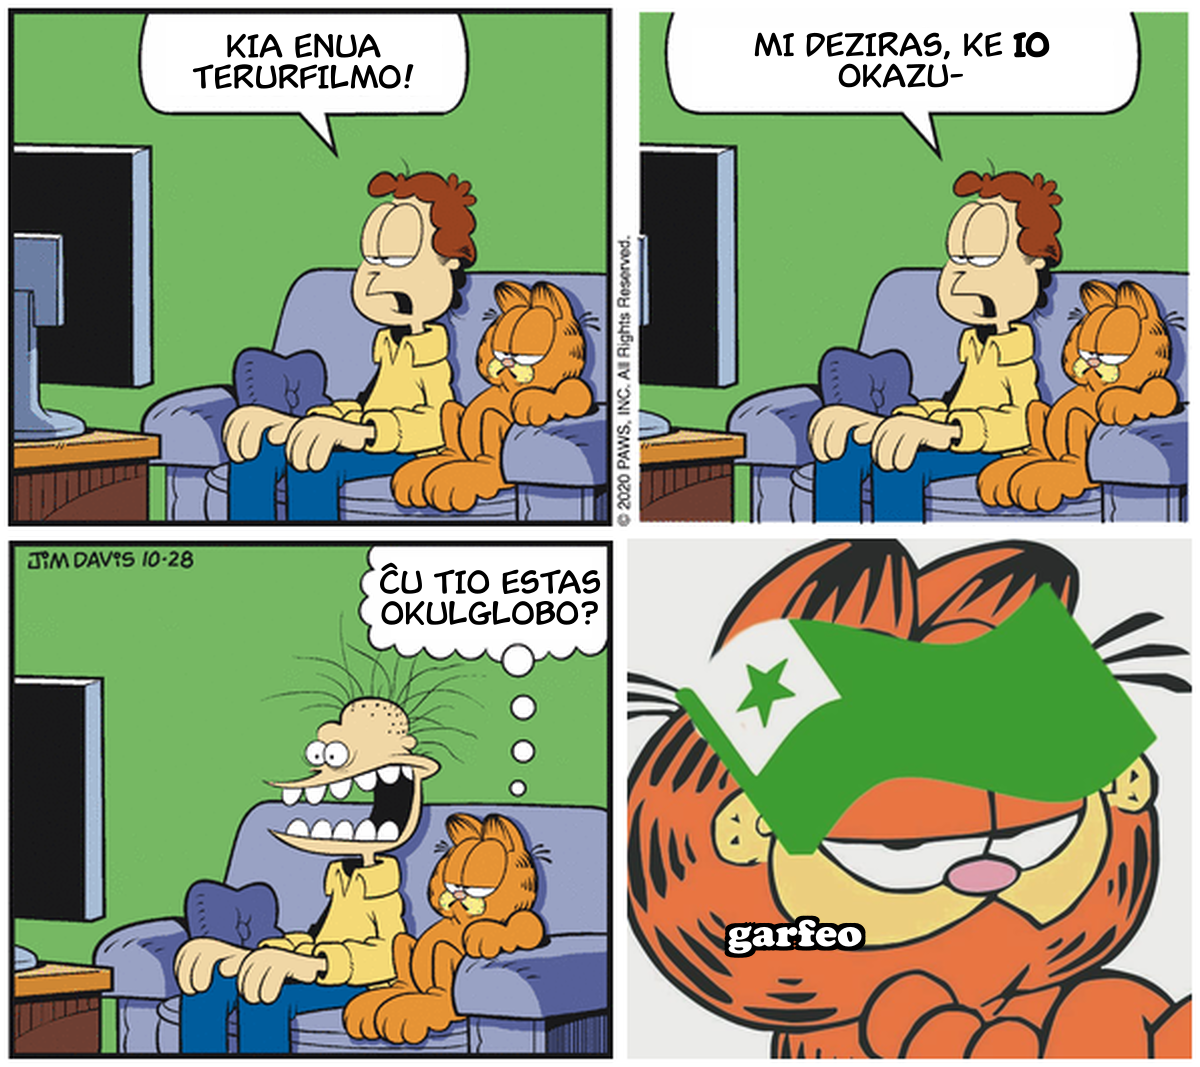 KIA ENUA
TERURFILMO!
MI DEZIRAS, KE IO
OKAZU-
© 2020 PAWS, INC. All Rights Reserved.
JIM DAVIS 10-28
ĈU TIO ESTAS
OKULGLOBO?
garfeo